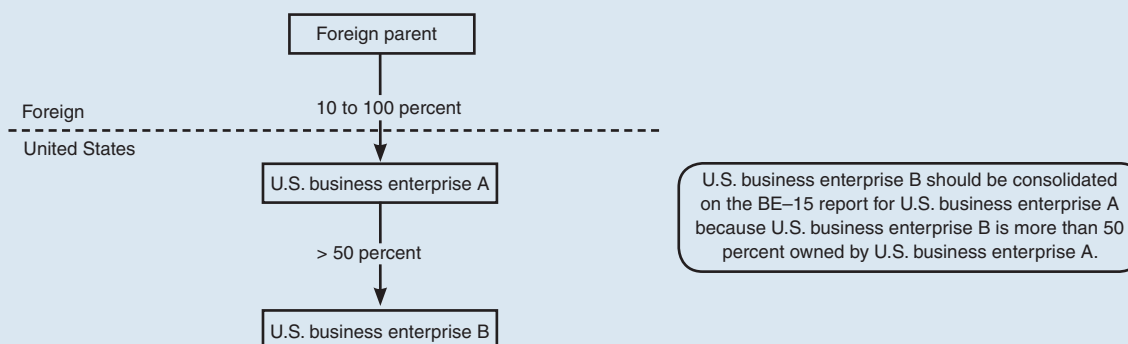 Foreign parent
Foreign
10 to 100 percent
United States
U.S. business enterprise A
U.S. business enterprise B should be consolidated
on the BE–15 report for U.S. business enterprise A
because U.S. business enterprise B is more than 50
percent owned by U.S. business enterprise A.
> 50 percent
U.S. business enterprise B